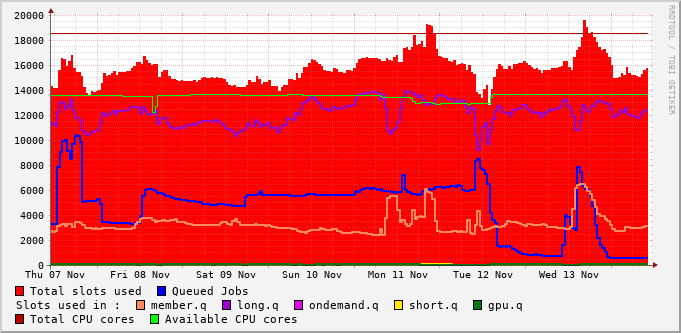 20000
18000
16000
14000
12000
10000
8000
6000
4000
2000
0
Thu 07 Nov Fri 08 Nov Sat 09 Nov Sun 10 Nov Mon 11 Nov Tue 12 Nov Wed 13 Nov
RRDTOOL / TOBI OETIKER
Total slots used Queued Jobs
Slots used in : member.q long.q ondemand.q short.q gpu.q
Total CPU cores Available CPU cores